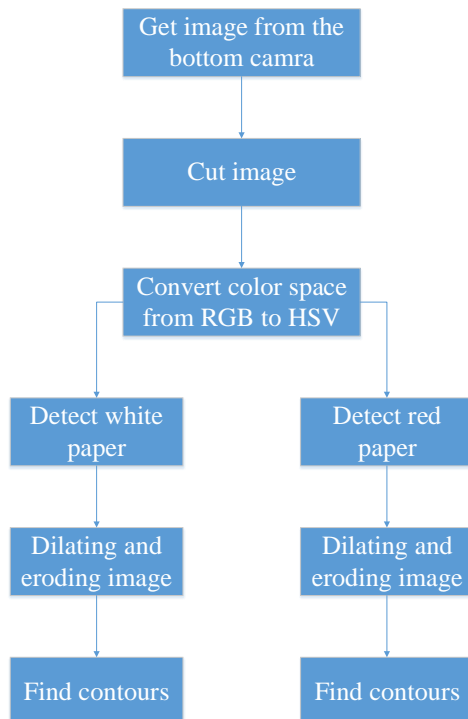 Get image from the
bottom camra
Cut image
Convert color space
from RGB to HSV
Detect white
paper
Detect red
paper
Dilating and
eroding image
Dilating and
eroding image
Find contours
Find contours